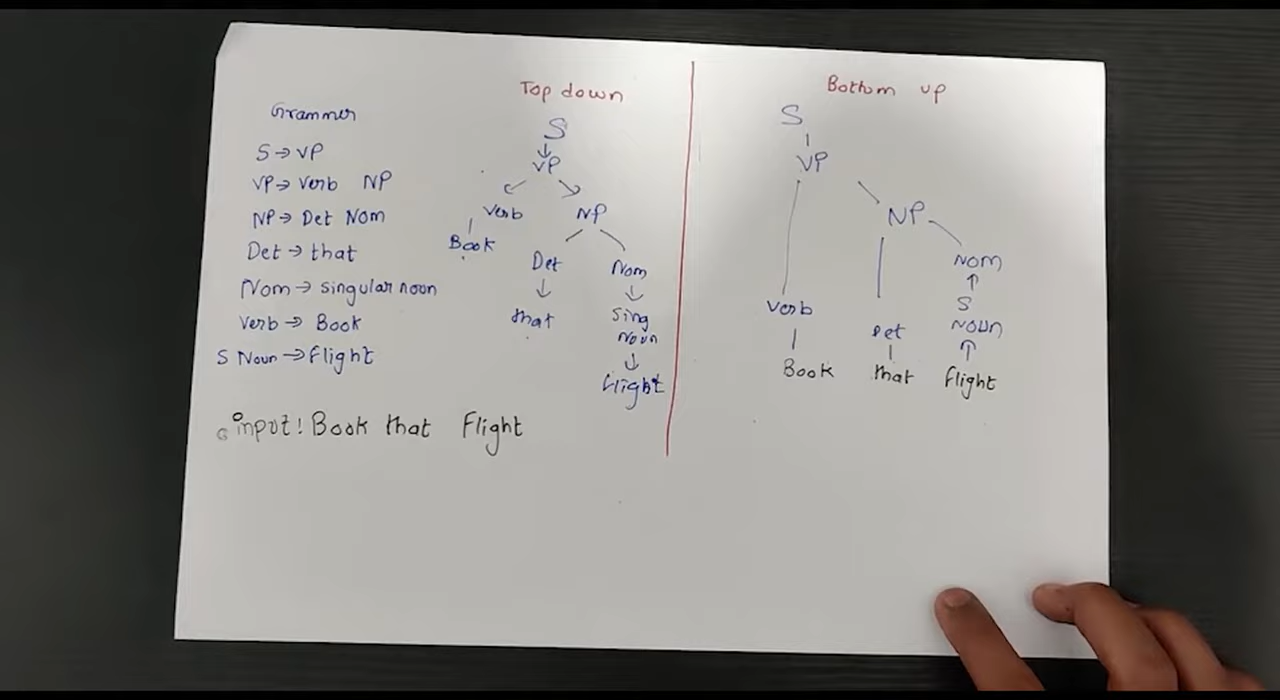 Grammer
S → VP
VP → Verb NP
NP → Det Nom
Det → that
Nom → singular noun
Verb → Book
S Noun → Flight
input! Book that Flight
Top down
S
VP
Verb NP
Book
Det Nom
that Sing
Noun
flight
Bottom up
S
VP
NP
Nom
S
Verb Noun
Det
Book that flight